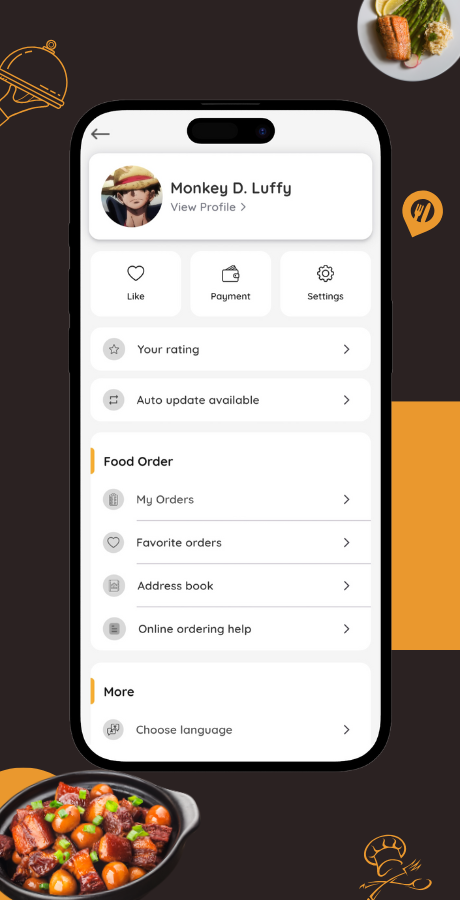 Monkey D. Luffy
View Profile
Like
Payment
Settings
Your rating
Auto update available
Food Order
My Orders
Favorite orders
Address book
Online ordering help
More
Choose language